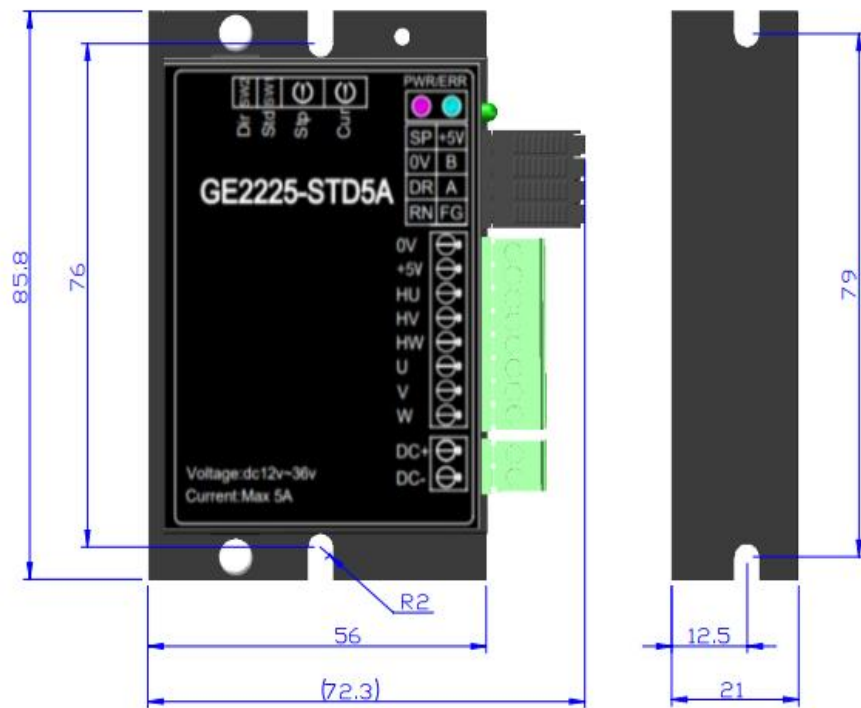 PWR/ERR
SW2 SW1
Dir Std Stp Cur
SP +5V
0V B
DR A
RN FG
GE2225-STD5A
0V
+5V
HU
HV
HW
U
V
W
DC+
DC-
Voltage:dc12v~36v
Current:Max 5A
85.8
76
R2
56
(72.3)
79
12.5
21